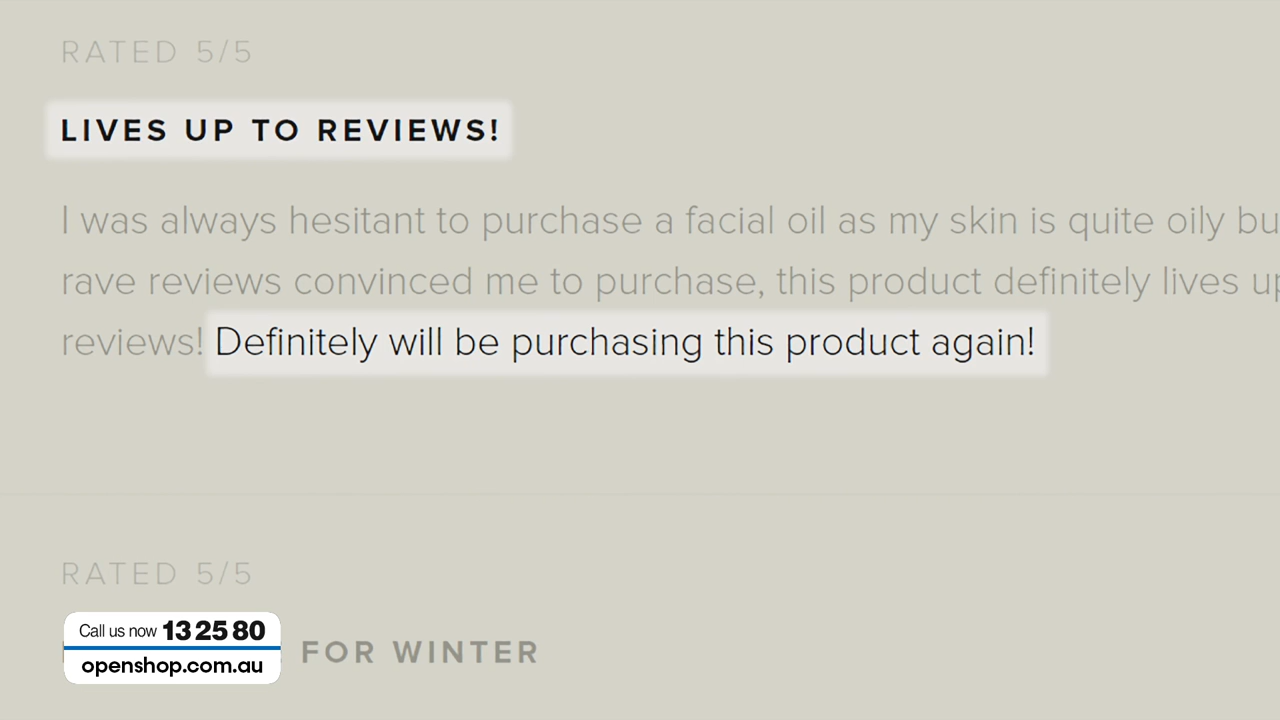 RATED 5/5
LIVES UP TO REVIEWS!
I was always hesitant to purchase a facial oil as my skin is quite oily
rave reviews convinced me to purchase, this product definitely lives
reviews! Definitely will be purchasing this product again!
RATED 5/5
FOR WINTER
Call us now 13 25 80
openshop.com.au